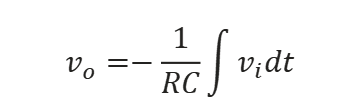 v_o = -\frac{1}{RC} \int v_i dt